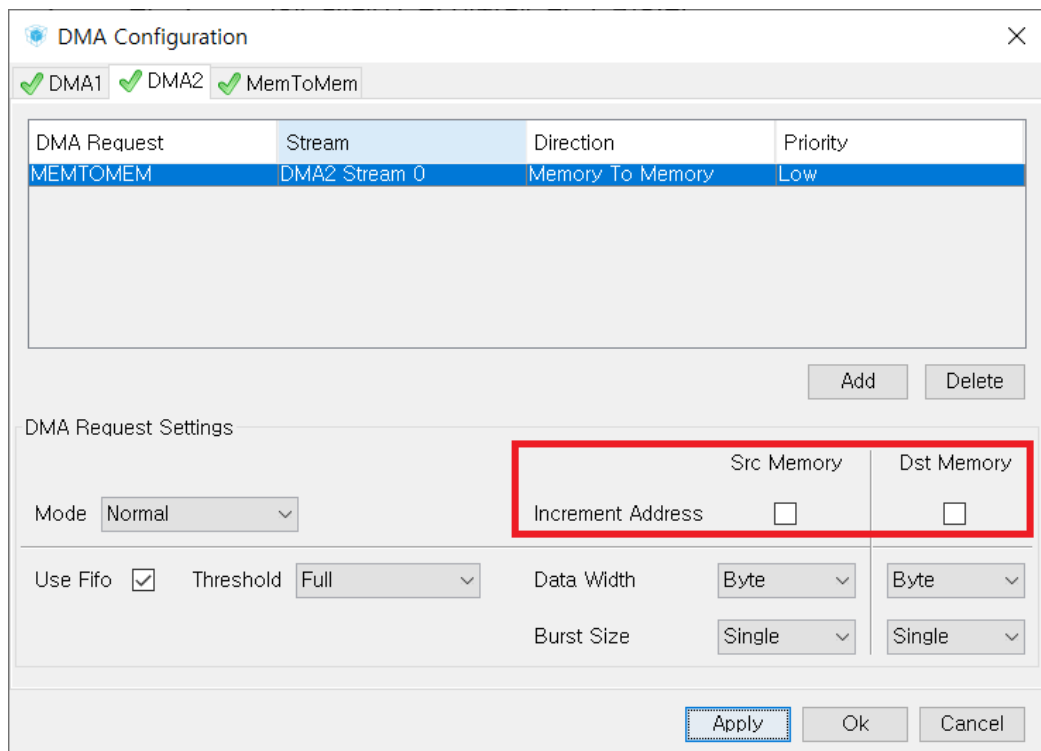 DMA Configuration
DMA1 DMA2 MemToMem
DMA Request Stream Direction Priority
MEMTOMEM DMA2 Stream 0 Memory To Memory Low
Add Delete
DMA Request Settings
Src Memory Dst Memory
Mode Normal Increment Address
Use Fifo Threshold Full Data Width Byte Byte
Burst Size Single Single
Apply Ok Cancel